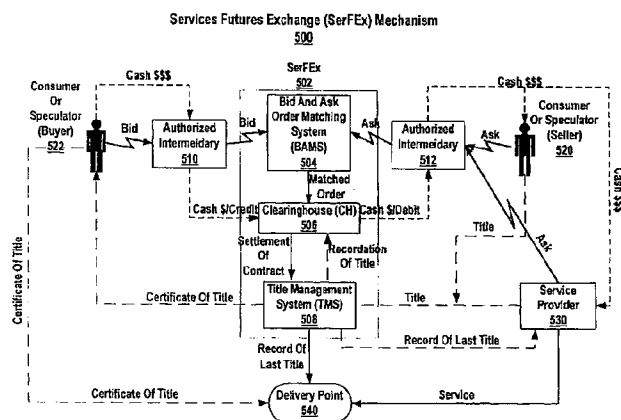 Services Futures Exchange (SerFEx) Mechanism
500
SerFEx
502
Cash $$$
Cash $$$
Consumer
Or
Speculator
(Buyer)
522
Bid
Authorized
Intermeidary
510
Bid
Bid And Ask
Order Matching
System
(BAMS)
504
Ask
Authorized
Intermeidary
512
Ask
Consumer
Or Speculator
(Seller)
520
Matched
Order
Cash $/Credit
Clearinghouse (CH)
506
Cash $/Debit
Cash $$$
Title
Ask
Settlement
Of
Contract
Recordation
Of Title
Certificate Of Title
Certificate Of Title
Title Management
System (TMS)
508
Title
Service
Provider
530
Record Of
Last Title
Record Of Last Title
Certificate Of Title
Delivery Point
540
Service